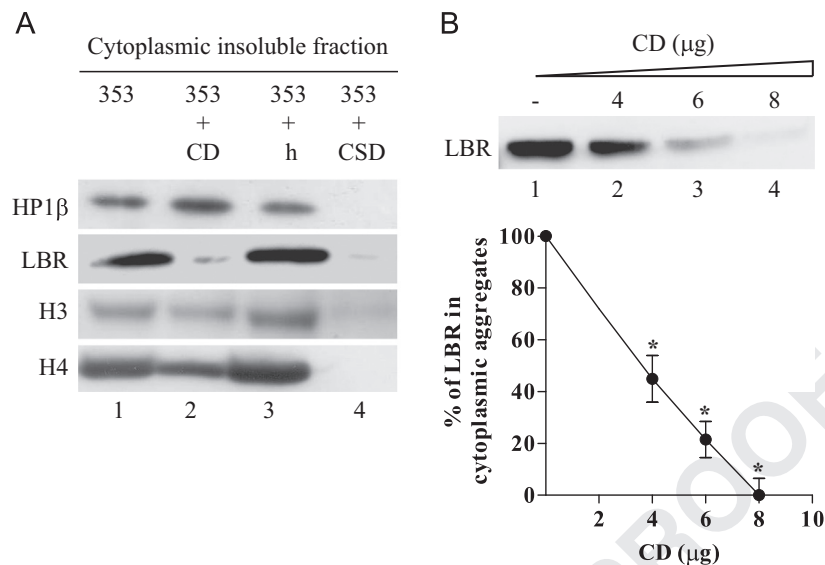 A
Cytoplasmic insoluble fraction
353 353 353 353
+ + +
CD h CSD
HP1β
LBR
H3
H4
1 2 3 4
B
CD (µg)
- 4 6 8
LBR
1 2 3 4
% of LBR in
cytoplasmic aggregates
100
80
60
40
20
0
*
*
*
2 4 6 8 10
CD (µg)
PROOF